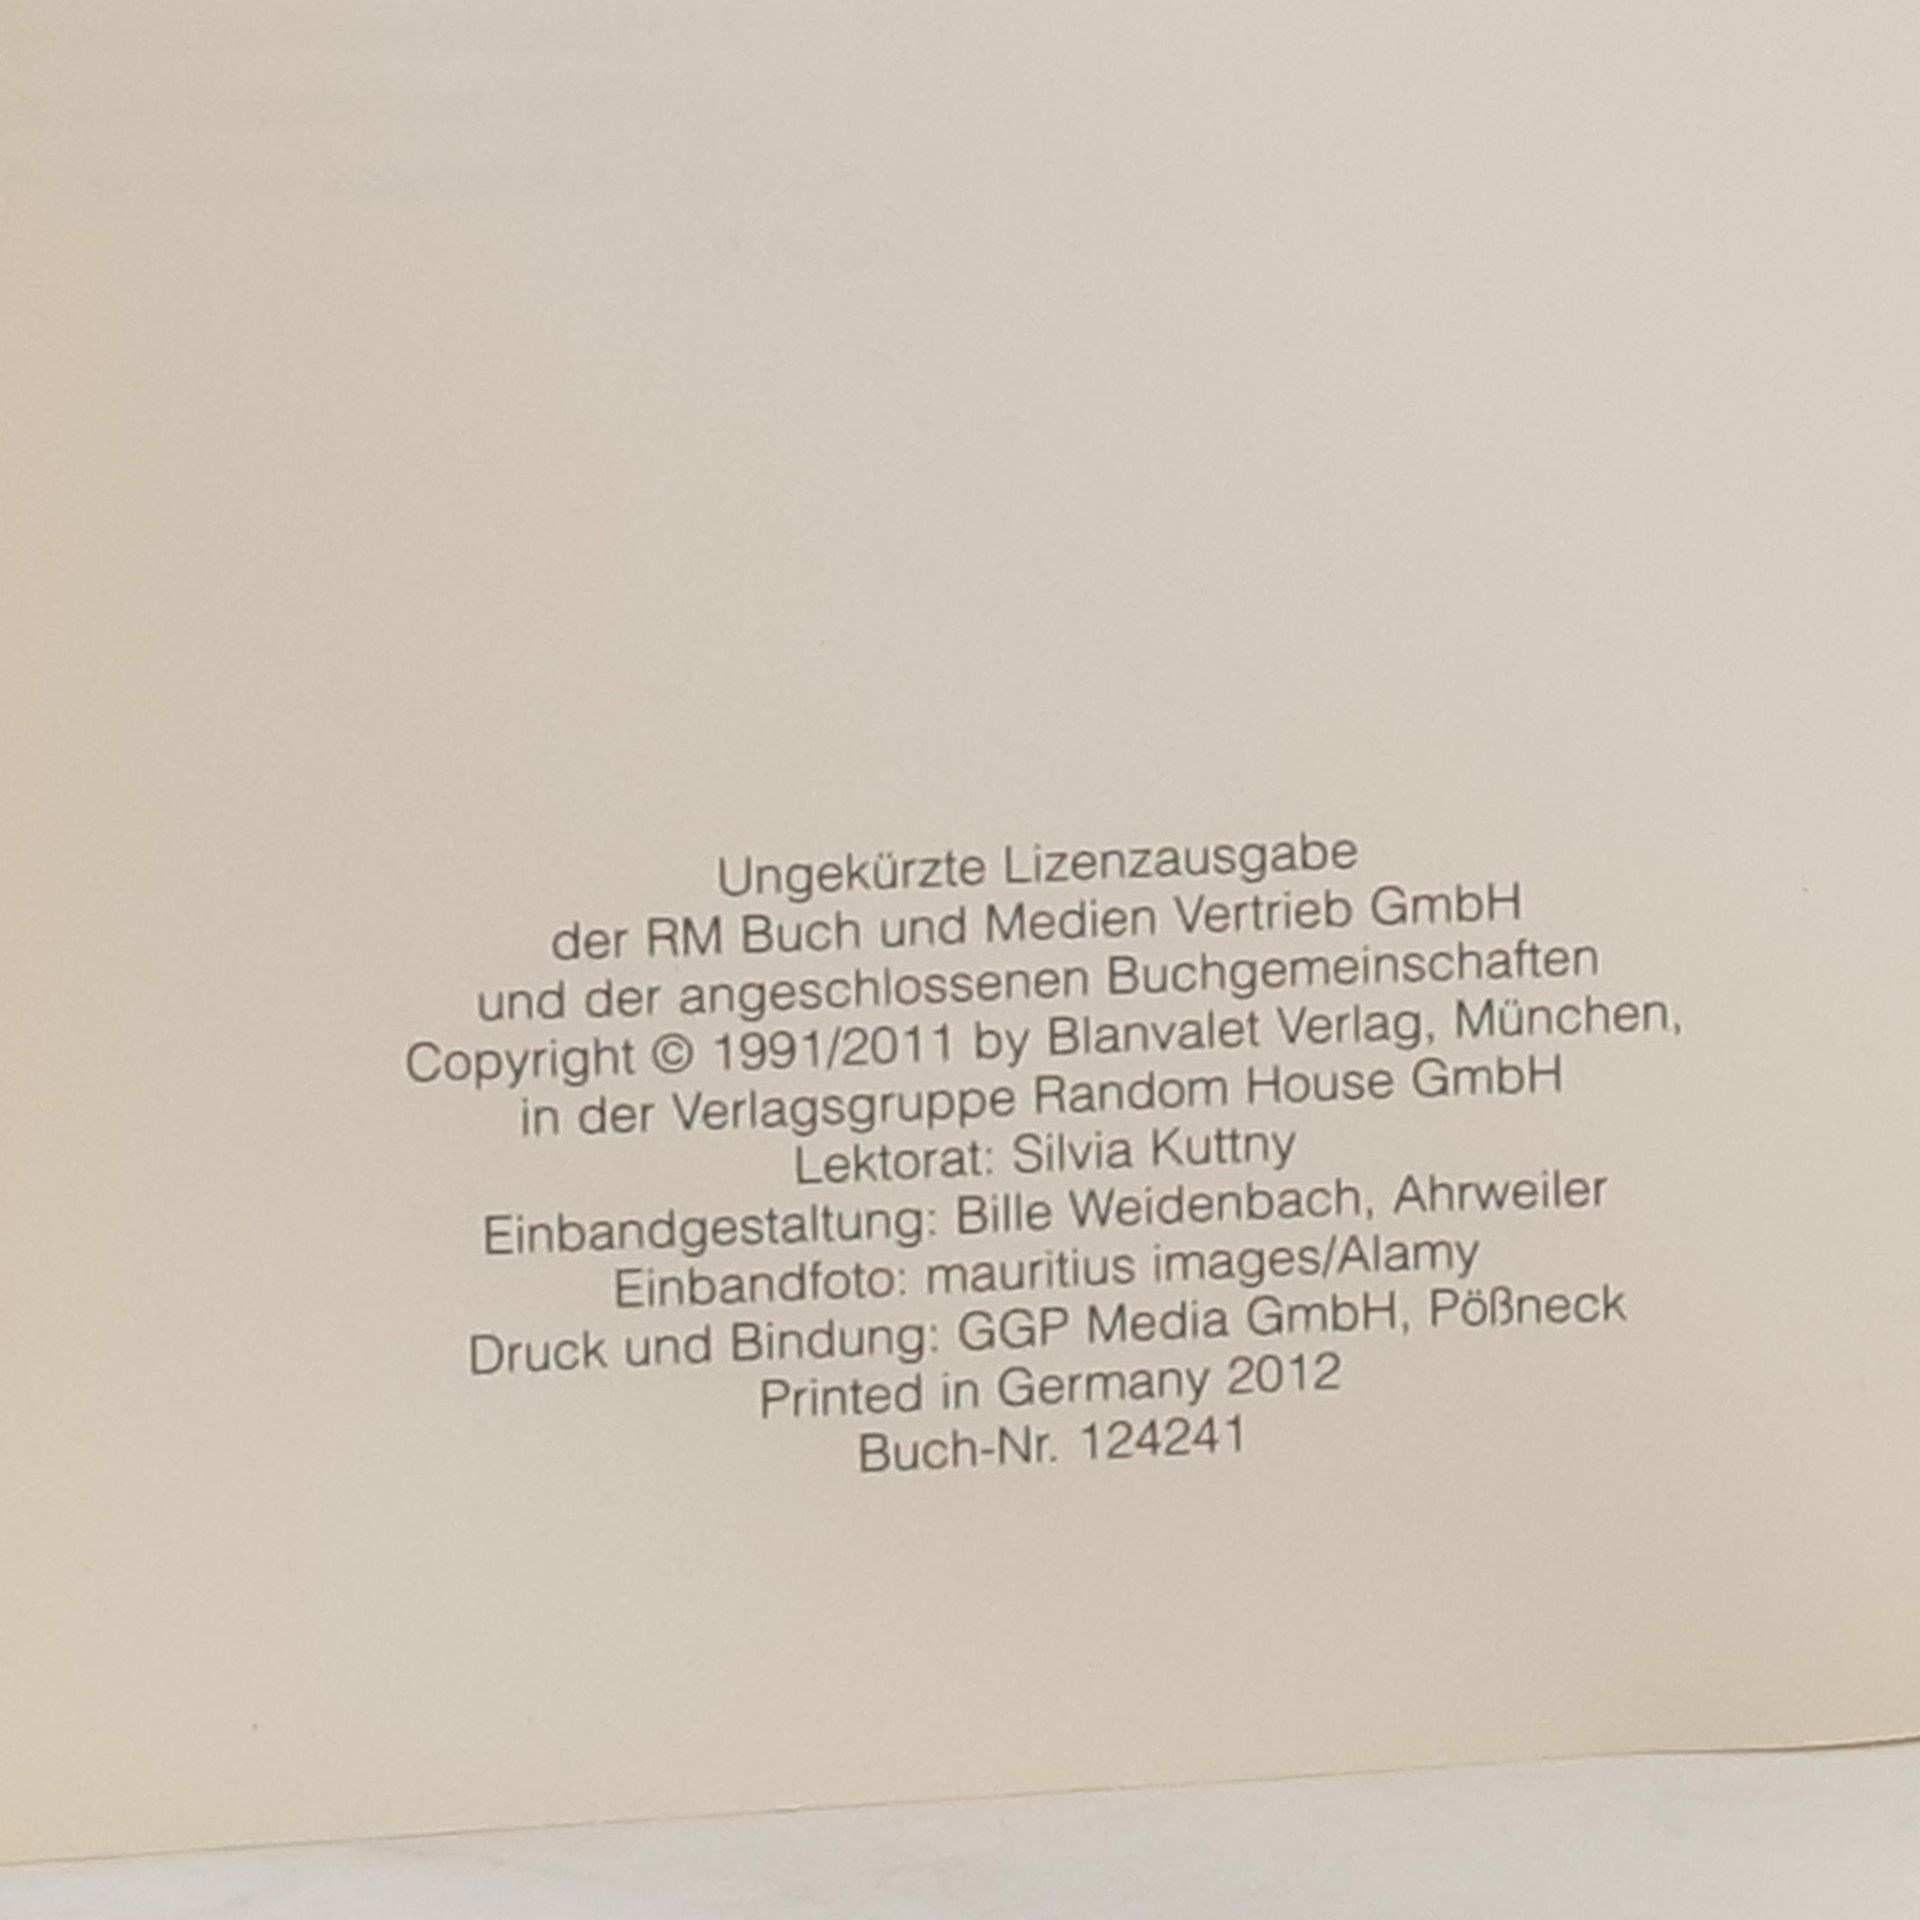 Ungekürzte Lizenzausgabe
der RM Buch und Medien Vertrieb GmbH
und der angeschlossenen Buchgemeinschaften
Copyright © 1991/2011 by Blanvalet Verlag, München,
in der Verlagsgruppe Random House GmbH
Lektorat: Silvia Kuttny
Einbandgestaltung: Bille Weidenbach, Ahrweiler
Einbandfoto: mauritius images/Alamy
Druck und Bindung: GGP Media GmbH, Pößneck
Printed in Germany 2012
Buch-Nr. 124241